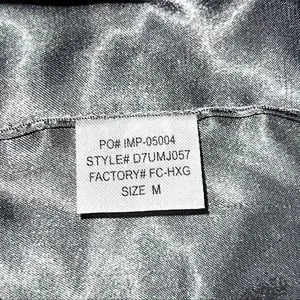 PO# IMP-05004
STYLE# D7UMJ057
FACTORY# FC-HXG
SIZE M